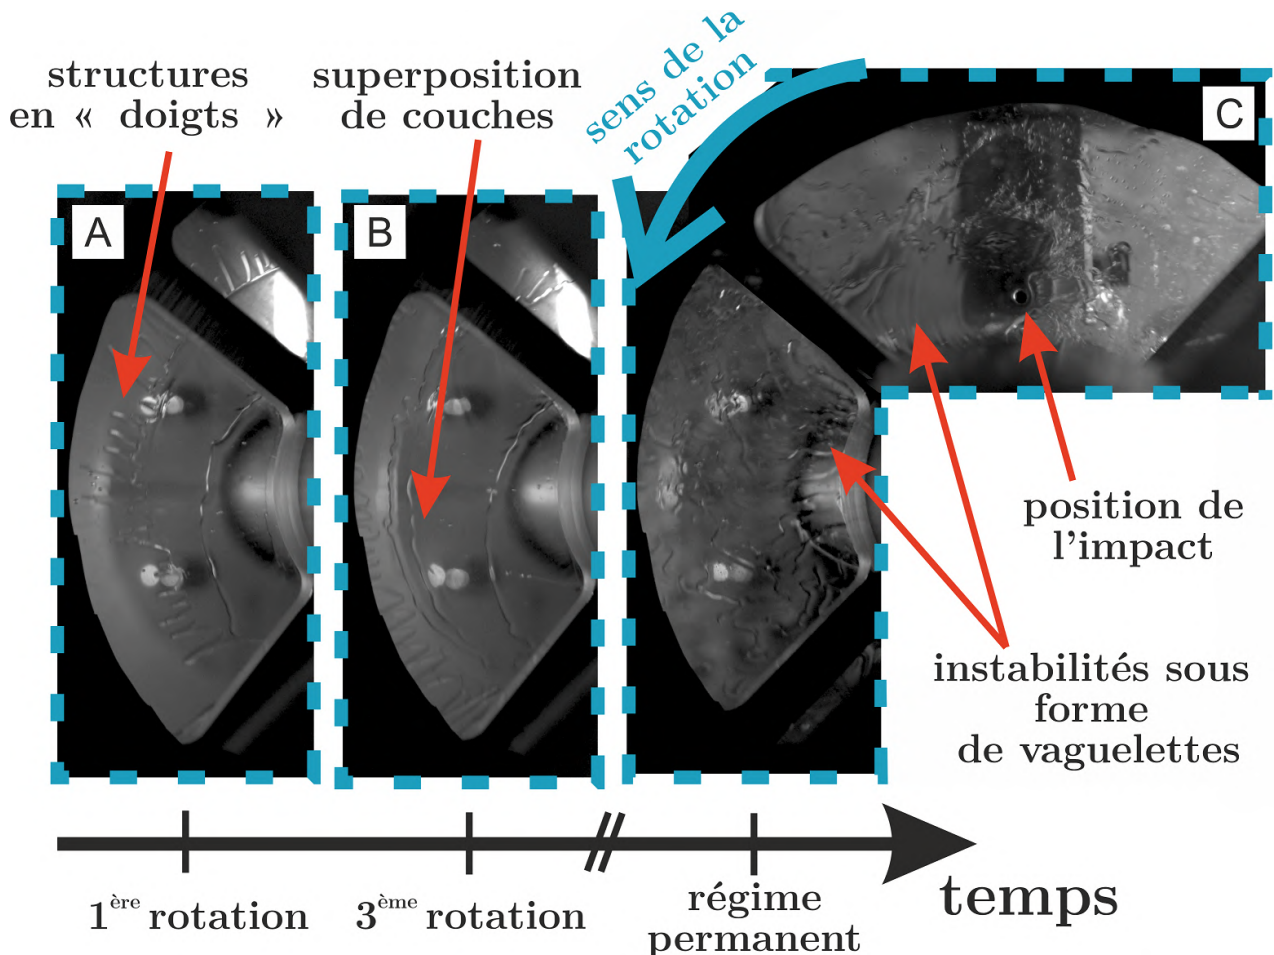 structures
en « doigts »
superposition
de couches
sens de la
rotation
A
B
C
position de
l'impact
instabilités sous
forme
de vaguelettes
1ère rotation
3ème rotation
régime
permanent
temps